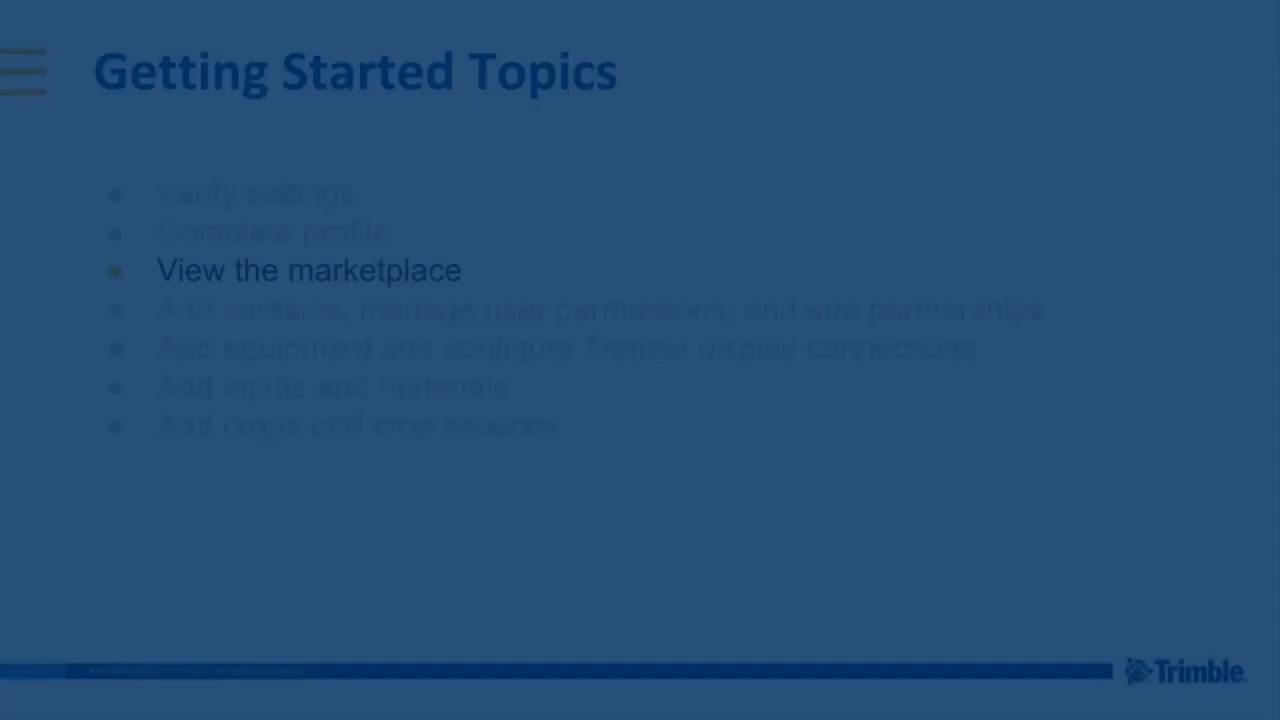 Getting Started Topics
Verify settings
Complete profile
View the marketplace
Add contacts, manage user permissions, and add partnerships
Add equipment and configure Trimble display connections
Add inputs and materials
Add crops and crop seasons
Trimble